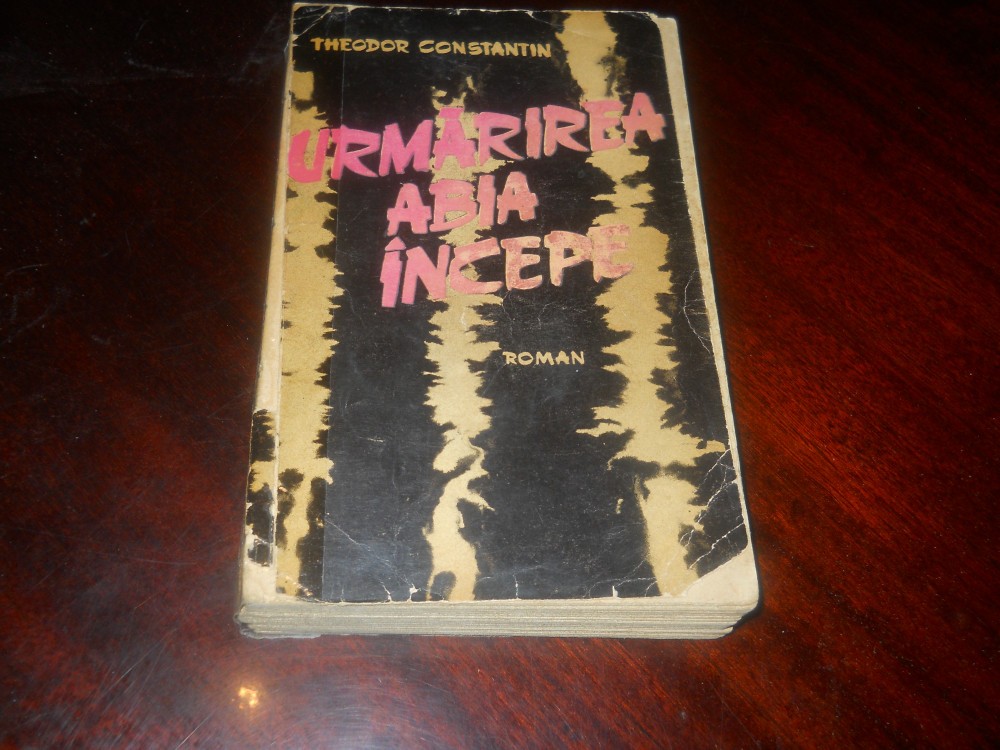 THEODOR CONSTANTIN
URMĂRIREA
ABIA
ÎNCEPE
ROMAN